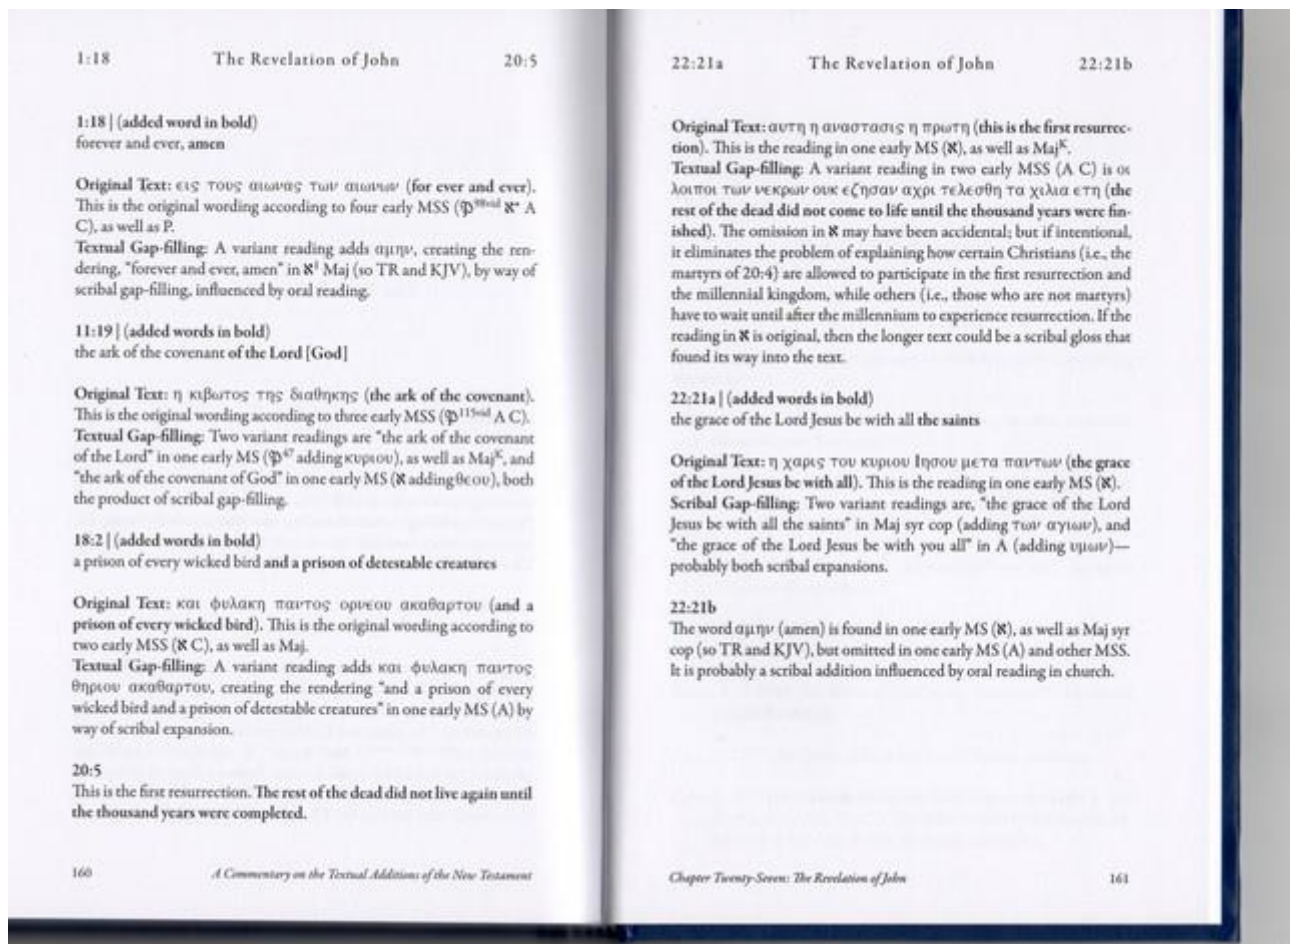 1:18 The Revelation of John 20:5
1:18 | (added word in bold)
forever and ever, amen
Original Text: εις τους αιωνας των αιωνων (for ever and ever).
This is the original wording according to four early MSS (𝔓⁹⁸ᵛⁱᵈ ℵ* A
C), as well as P.
Textual Gap-filling: A variant reading adds αμην, creating the ren-
dering, "forever and ever, amen" in ℵ¹ Maj (so TR and KJV), by way of
scribal gap-filling, influenced by oral reading.
11:19 | (added words in bold)
the ark of the covenant of the Lord [God]
Original Text: η κιβωτος της διαθηκης (the ark of the covenant).
This is the original wording according to three early MSS (𝔓¹¹⁵ᵛⁱᵈ A C).
Textual Gap-filling: Two variant readings are "the ark of the covenant
of the Lord" in one early MS (𝔓⁴⁷ adding κυριου), as well as Majᴷ, and
"the ark of the covenant of God" in one early MS (ℵ adding θεου), both
the product of scribal gap-filling.
18:2 | (added words in bold)
a prison of every wicked bird and a prison of detestable creatures
Original Text: και φυλακη παντος ορνεου ακαθαρτου (and a
prison of every wicked bird). This is the original wording according to
two early MSS (ℵ C), as well as Maj.
Textual Gap-filling: A variant reading adds και φυλακη παντος
θηριου ακαθαρτου, creating the rendering "and a prison of every
wicked bird and a prison of detestable creatures" in one early MS (A) by
way of scribal expansion.
20:5
This is the first resurrection. The rest of the dead did not live again until
the thousand years were completed.
160 A Commentary on the Textual Additions of the New Testament
22:21a The Revelation of John 22:21b
Original Text: αυτη η αναστασις η πρωτη (this is the first resurrec-
tion). This is the reading in one early MS (ℵ), as well as Majᴷ.
Textual Gap-filling: A variant reading in two early MSS (A C) is οι
λοιποι των νεκρων ουκ εζησαν αχρι τελεσθη τα χιλια ετη (the
rest of the dead did not come to life until the thousand years were fin-
ished). The omission in ℵ may have been accidental; but if intentional,
it eliminates the problem of explaining how certain Christians (i.e., the
martyrs of 20:4) are allowed to participate in the first resurrection and
the millennial kingdom, while others (i.e., those who are not martyrs)
have to wait until after the millennium to experience resurrection. If the
reading in ℵ is original, then the longer text could be a scribal gloss that
found its way into the text.
22:21a | (added words in bold)
the grace of the Lord Jesus be with all the saints
Original Text: η χαρις του κυριου Ιησου μετα παντων (the grace
of the Lord Jesus be with all). This is the reading in one early MS (ℵ).
Scribal Gap-filling: Two variant readings are, "the grace of the Lord
Jesus be with all the saints" in Maj syr cop (adding των αγιων), and
"the grace of the Lord Jesus be with you all" in A (adding υμων)—
probably both scribal expansions.
22:21b
The word αμην (amen) is found in one early MS (ℵ), as well as Maj syr
cop (so TR and KJV), but omitted in one early MS (A) and other MSS.
It is probably a scribal addition influenced by oral reading in church.
Chapter Twenty-Seven: The Revelation of John 161